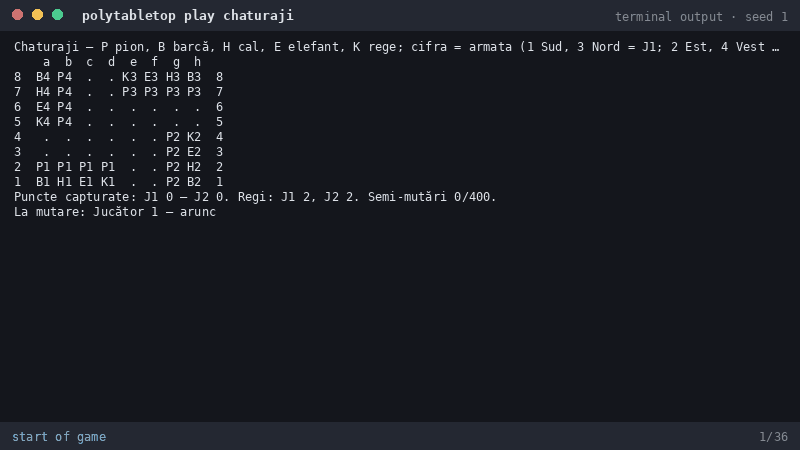 polytabletop play chaturaji
terminal output · seed 1
Chaturaji — P pion, B barcă, H cal, E elefant, K rege; cifra = armata (1 Sud, 3 Nord = J1; 2 Est, 4 Vest …
a b c d e f g h
8 B4 P4 . . K3 E3 H3 B3 8
7 H4 P4 . . P3 P3 P3 P3 7
6 E4 P4 . . . . . . 6
5 K4 P4 . . . . . . 5
4 . . . . . . P2 K2 4
3 . . . . . . P2 E2 3
2 P1 P1 P1 P1 . . P2 H2 2
1 B1 H1 E1 K1 . . P2 B2 1
Puncte capturate: J1 0 — J2 0. Regi: J1 2, J2 2. Semi-mutări 0/400.
La mutare: Jucător 1 — arunc
start of game
1/36